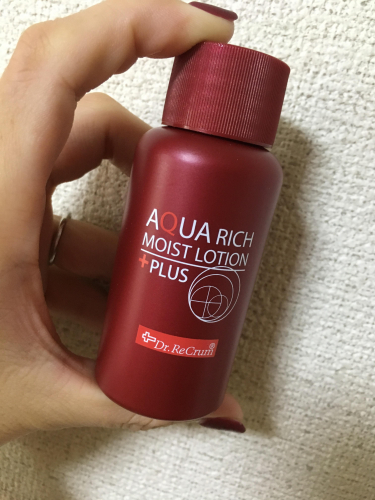 AQUA RICH
MOIST LOTION
+PLUS
Dr.ReCrum®